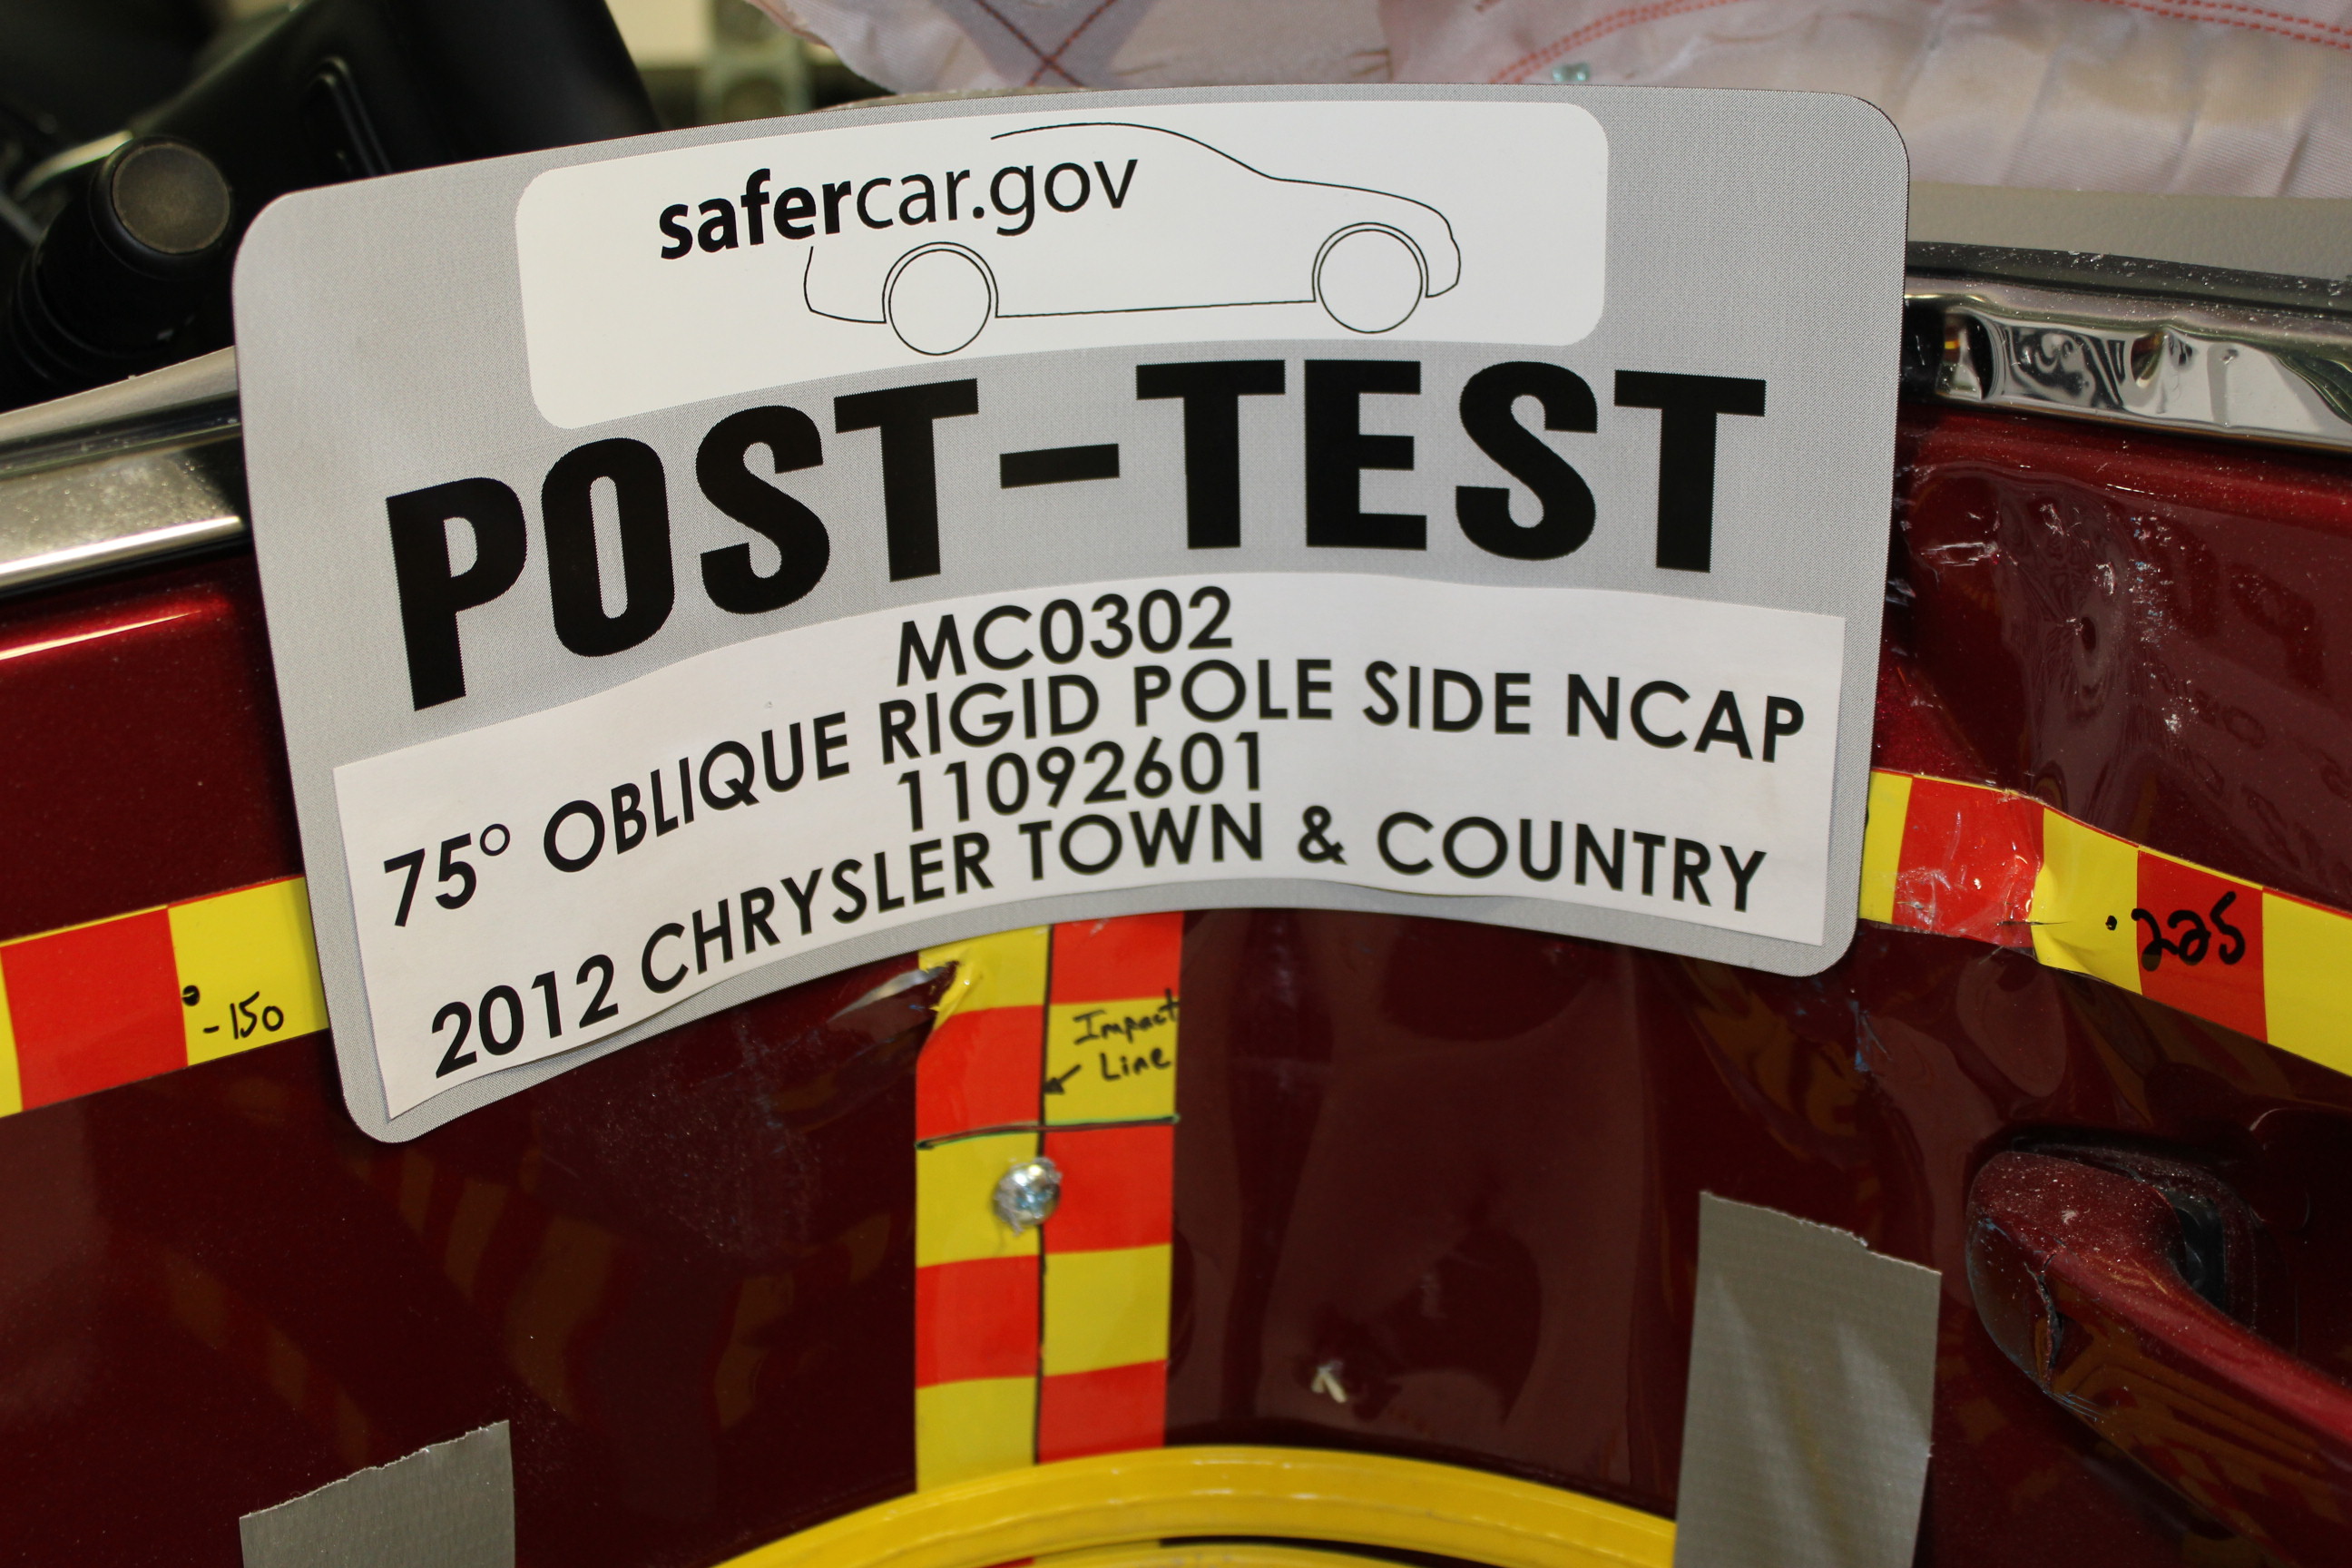 safercar.gov
POST-TEST
MC0302
75° OBLIQUE RIGID POLE SIDE NCAP
11092601
2012 CHRYSLER TOWN & COUNTRY
-150
225
Impact
Line